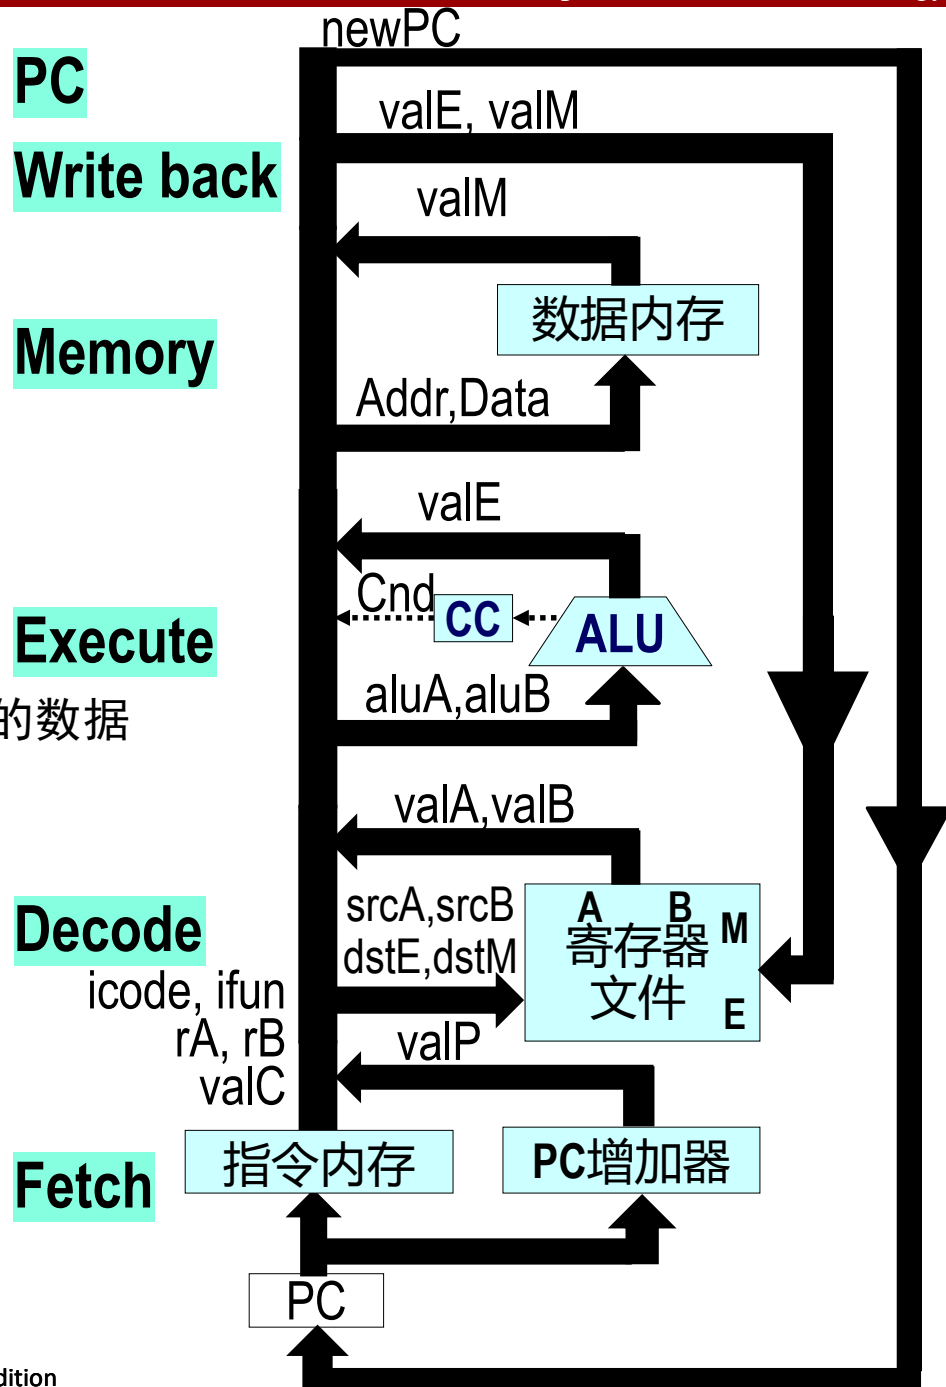 newPC
PC
valE, valM
Write back
valM
数据内存
Memory
Addr,Data
valE
Cnd
CC
ALU
Execute
aluA,aluB
的数据
valA,valB
srcA,srcB
A
B
M
Decode
寄存器
dstE,dstM
文件
E
icode, ifun
rA, rB
valP
valC
指令内存
PC增加器
Fetch
PC
dition